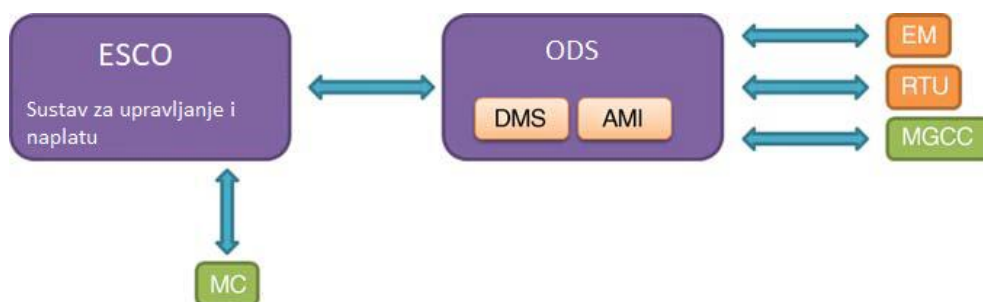 ESCO
Sustav za upravljanje i
naplatu
ODS
DMS
AMI
EM
RTU
MGCC
MC